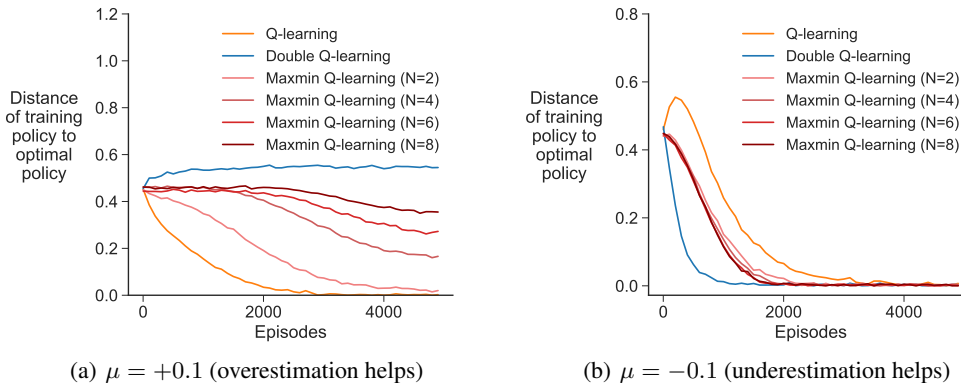 1.2
1.0
0.8
0.6
0.4
0.2
0.0
Distance
of training
policy to
optimal
policy
Q-learning
Double Q-learning
Maxmin Q-learning (N=2)
Maxmin Q-learning (N=4)
Maxmin Q-learning (N=6)
Maxmin Q-learning (N=8)
0 2000 4000
Episodes
(a) μ = +0.1 (overestimation helps)
0.8
0.6
0.4
0.2
0.0
Distance
of training
policy to
optimal
policy
Q-learning
Double Q-learning
Maxmin Q-learning (N=2)
Maxmin Q-learning (N=4)
Maxmin Q-learning (N=6)
Maxmin Q-learning (N=8)
0 2000 4000
Episodes
(b) μ = −0.1 (underestimation helps)